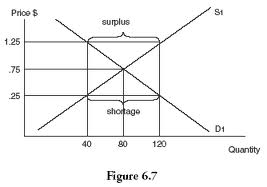 Price $
S1
surplus
1.25
.75
.25
shortage
40 80 120
D1
Quantity
Figure 6.7